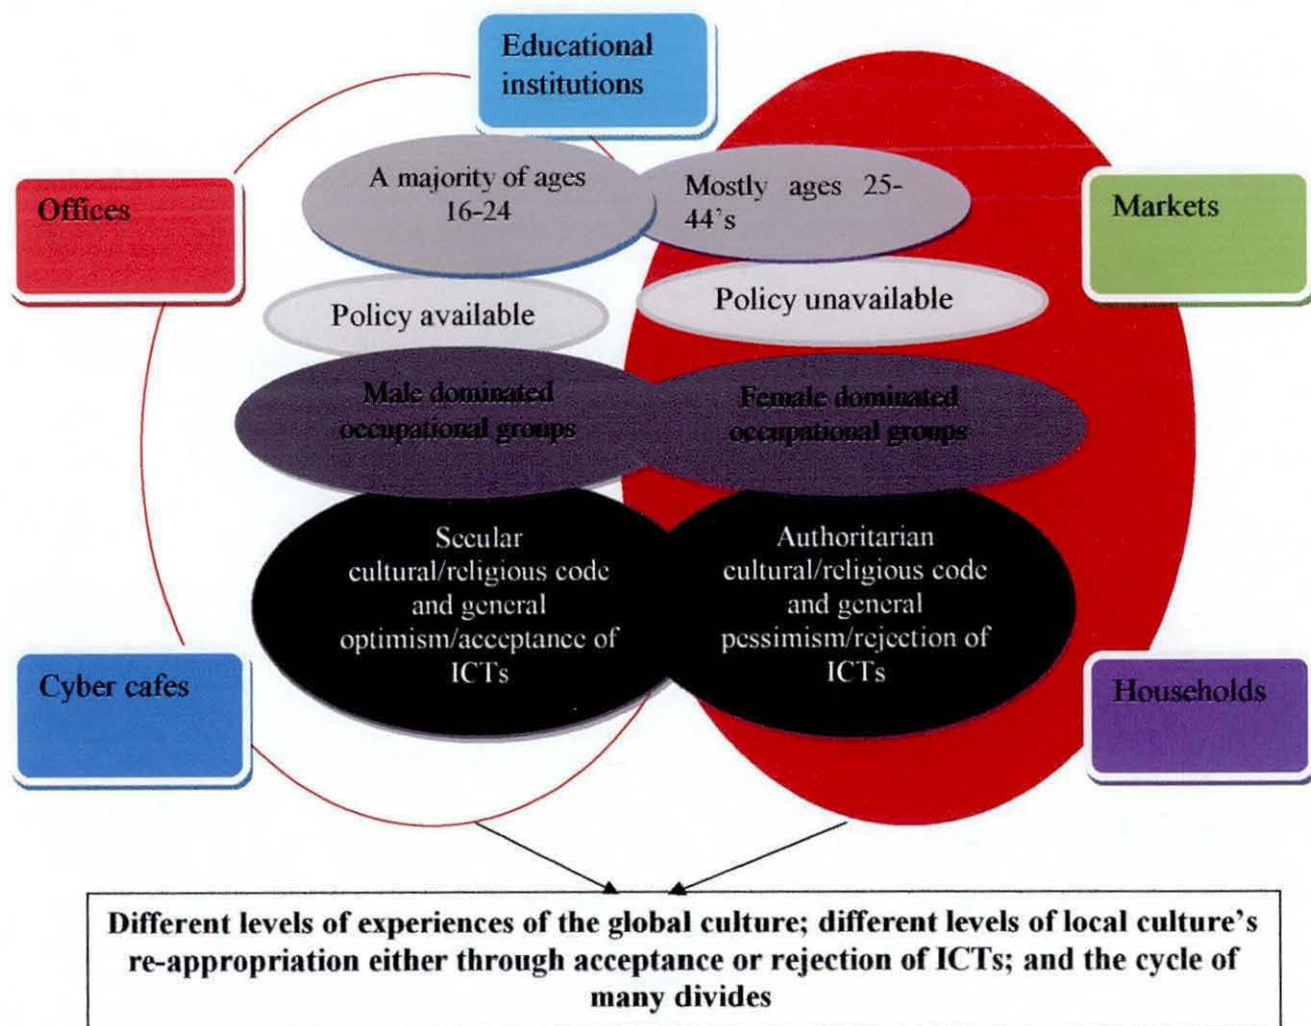 Educational
institutions
Offices
A majority of ages
16-24
Mostly ages 25-
44's
Markets
Policy available
Policy unavailable
Male dominated
occupational groups
Female dominated
occupational groups
Secular
cultural/religious code
and general
optimism/acceptance of
ICTs
Authoritarian
cultural/religious code
and general
pessimism/rejection of
ICTs
Cyber cafes
Households
Different levels of experiences of the global culture; different levels of local culture's
re-appropriation either through acceptance or rejection of ICTs; and the cycle of
many divides